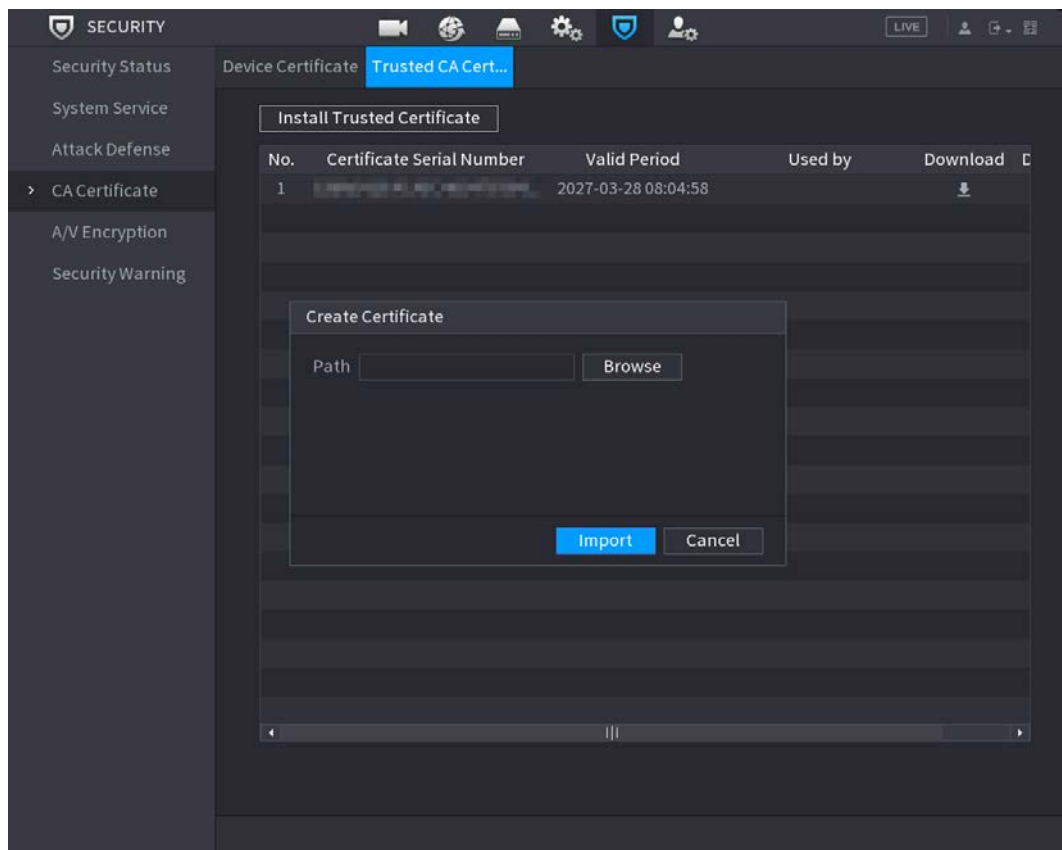 SECURITY
LIVE
Security Status
System Service
Attack Defense
CA Certificate
A/V Encryption
Security Warning
Device Certificate Trusted CA Cert...
Install Trusted Certificate
No. Certificate Serial Number Valid Period Used by Download D
1 2027-03-28 08:04:58
Create Certificate
Path Browse
Import Cancel